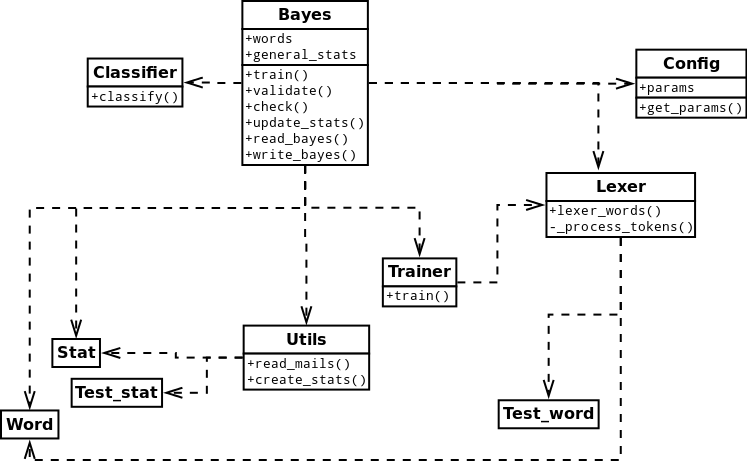 Bayes
+words
+general_stats
+train()
+validate()
+check()
+update_stats()
+read_bayes()
+write_bayes()
Classifier
+classify()
Config
+params
+get_params()
Lexer
+lexer_words()
-_process_tokens()
Trainer
+train()
Utils
+read_mails()
+create_stats()
Stat
Test_stat
Word
Test_word